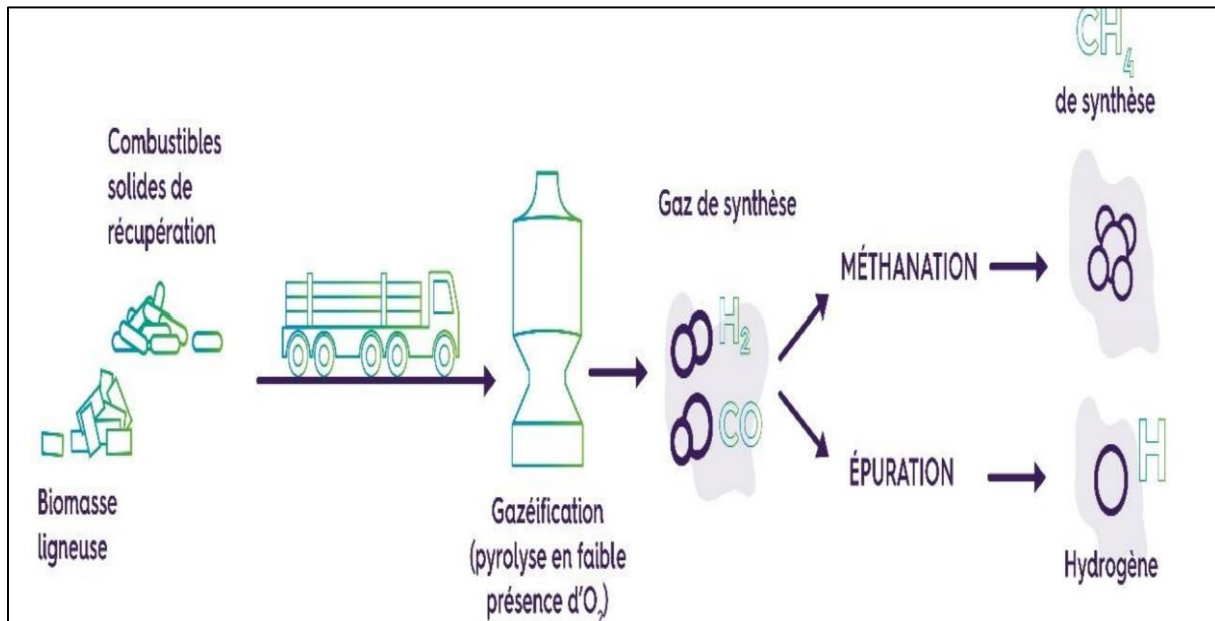 CH4
de synthèse
Combustibles
solides de
récupération
Gaz de synthèse
MÉTHANATION
H2
CO
ÉPURATION
H
Biomasse
ligneuse
Gazéification
(pyrolyse en faible
présence d'O2)
Hydrogène